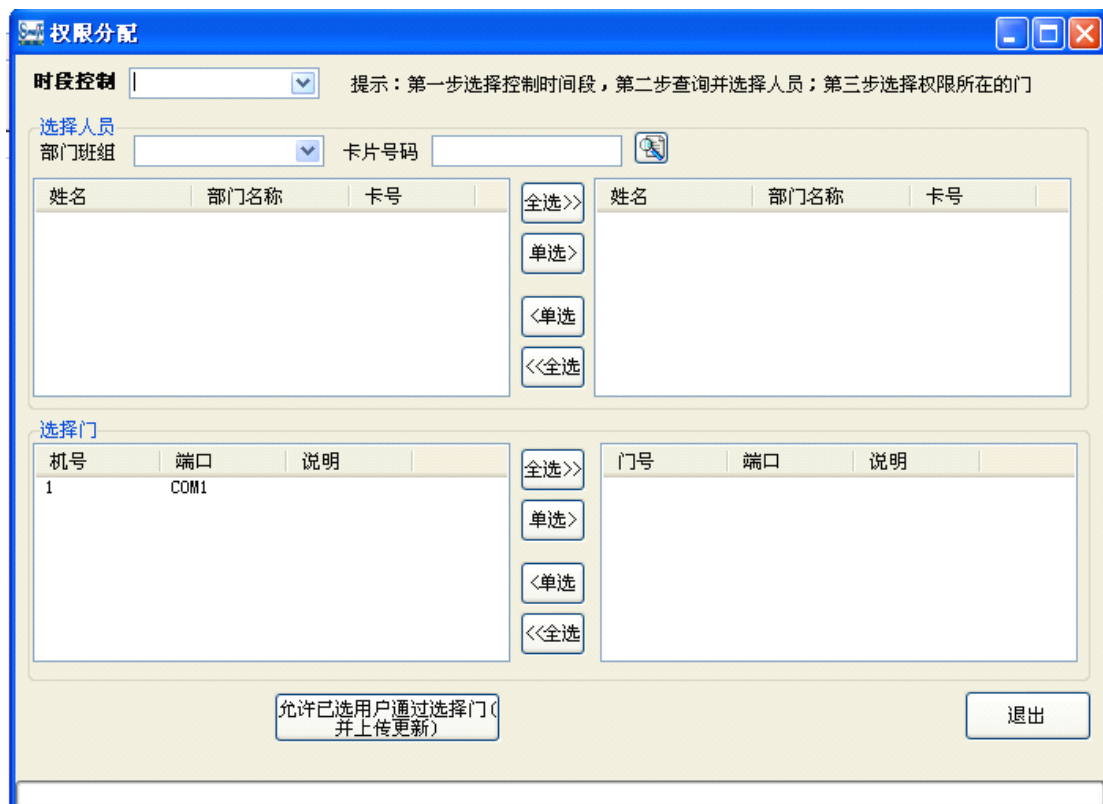 权限分配
时段控制 提示：第一步选择控制时间段，第二步查询并选择人员；第三步选择权限所在的门
选择人员
部门班组 卡片号码
姓名 部门名称 卡号 全选>> 姓名 部门名称 卡号
单选>
<单选
<<全选
选择门
机号 端口 说明 全选>> 门号 端口 说明
1 COM1
单选>
<单选
<<全选
允许已选用户通过选择门(
并上传更新)
退出